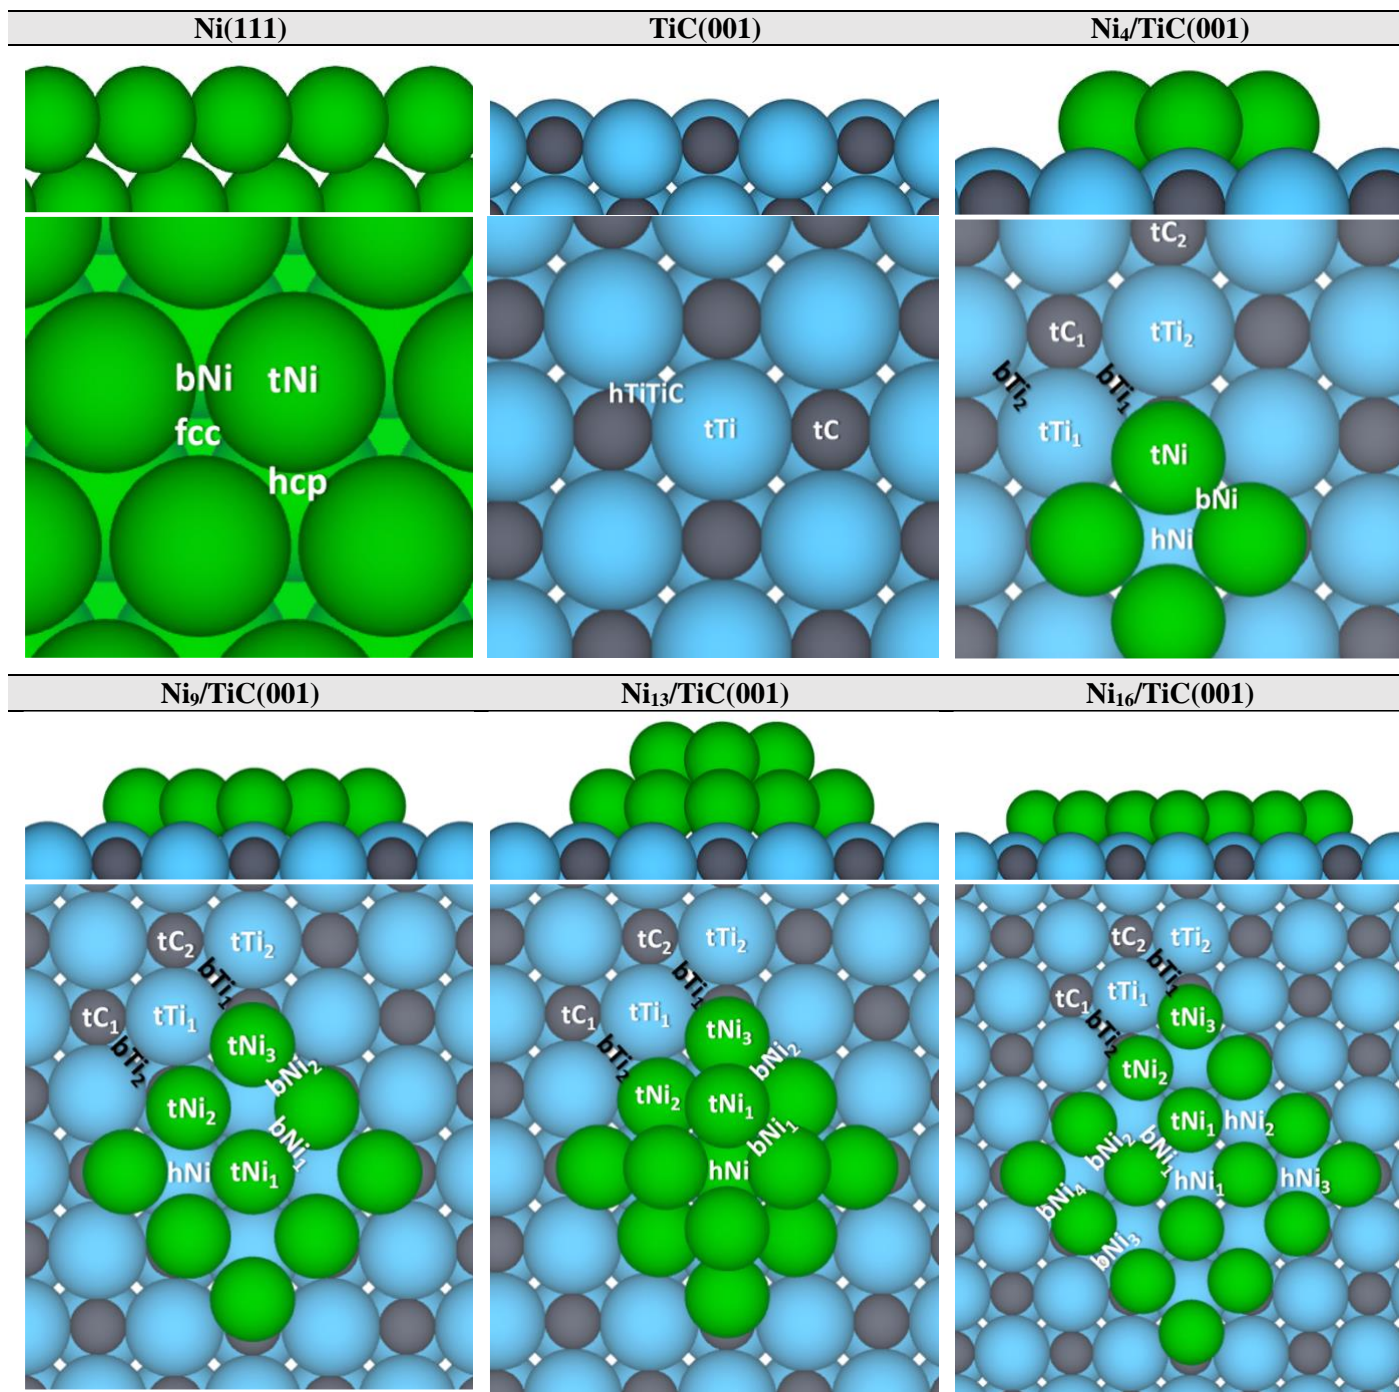 Ni(111) TiC(001) Ni₄/TiC(001)
bNi tNi
fcc
hcp
hTiTiC
tTi tC
tC₂
tC₁ tTi₂
bTi₂ bTi₁
tTi₁
tNi
bNi
hNi
Ni₉/TiC(001) Ni₁₃/TiC(001) Ni₁₆/TiC(001)
tC₂ tTi₂
bTi₁
tC₁ tTi₁
bTi₂
tNi₃
bNi₂
tNi₂
bNi₁
hNi tNi₁
tC₂ tTi₂
bTi₁
tC₁ tTi₁
bTi₂
tNi₃
bNi₂
tNi₂ tNi₁
bNi₁
hNi
tC₂ tTi₂
bTi₁
tC₁ tTi₁
bTi₂
tNi₃
tNi₂
tNi₁ hNi₂
bNi₂ bNi₁
hNi₁ hNi₃
bNi₄
bNi₃